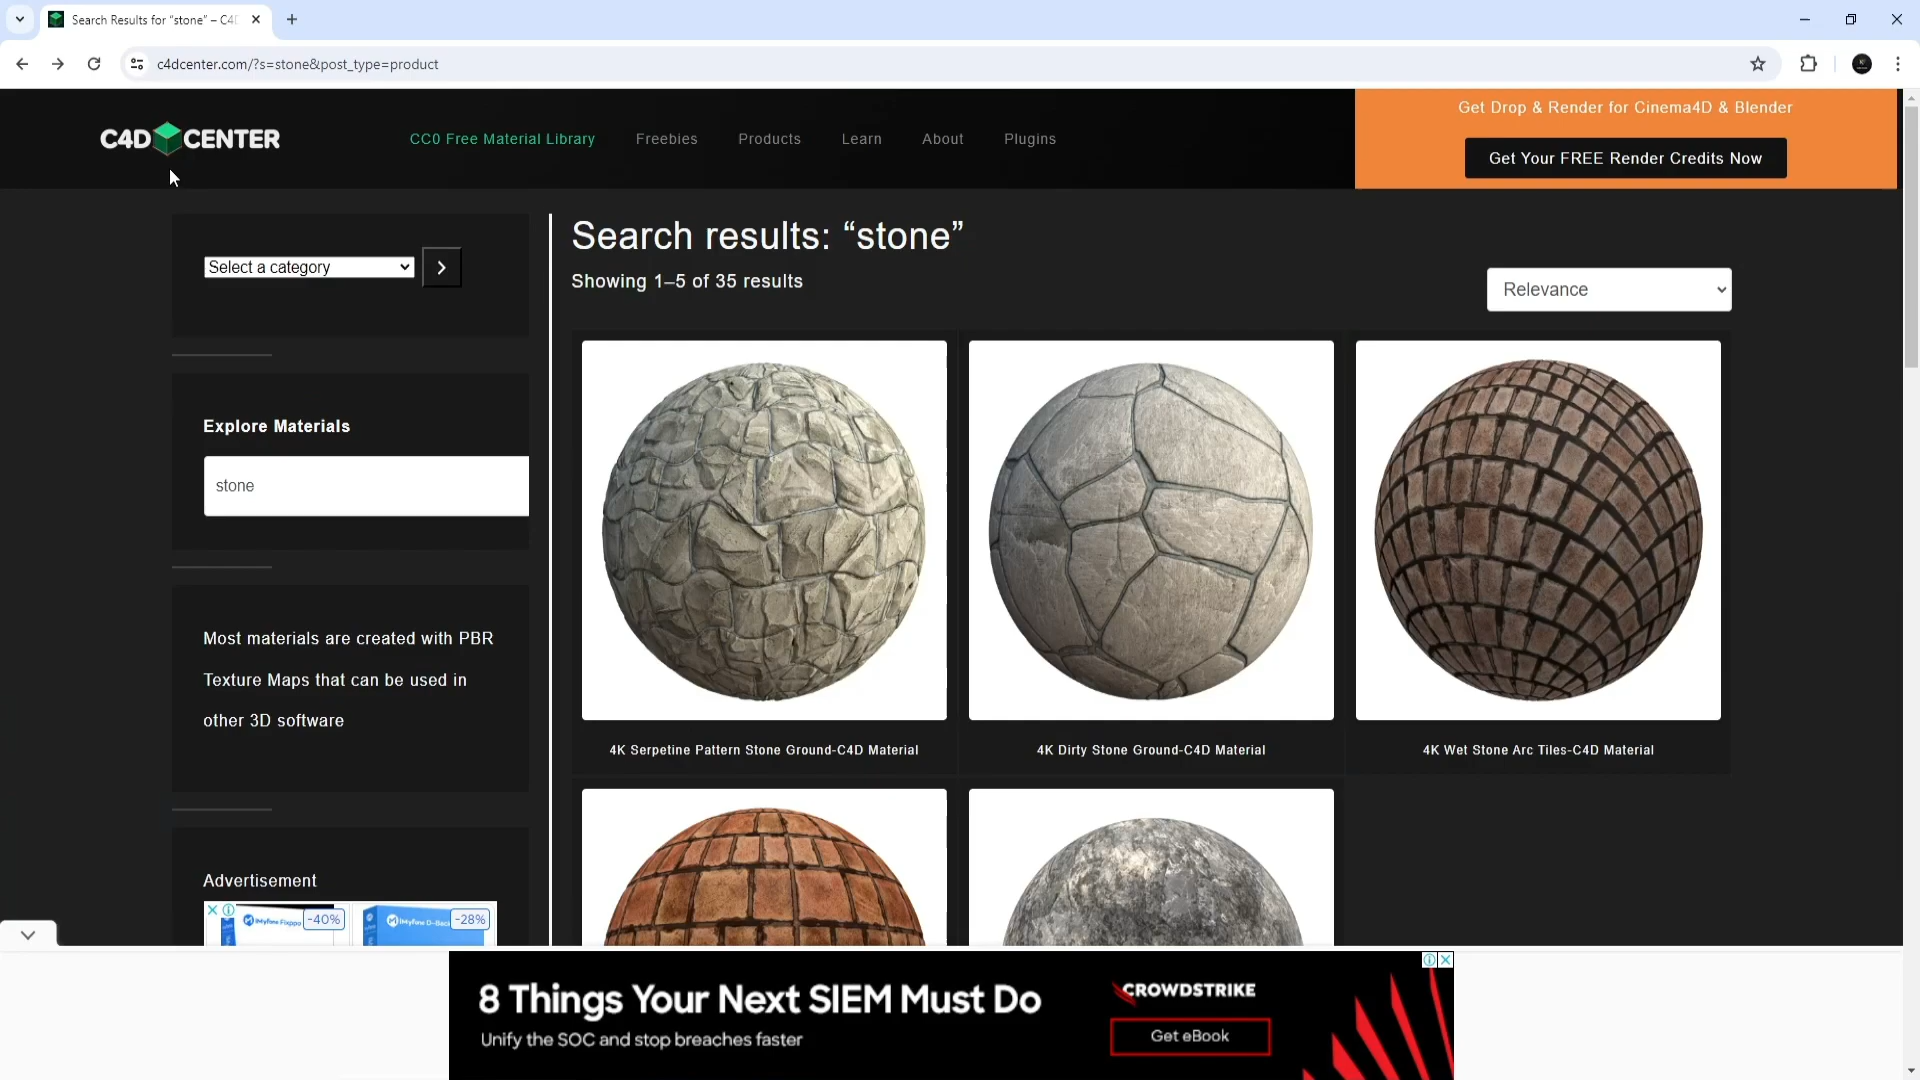 Search Results for “stone” – C4D
c4dcenter.com/?s=stone&post_type=product
C4D CENTER
CC0 Free Material Library
Freebies
Products
Learn
About
Plugins
Get Drop & Render for Cinema4D & Blender
Get Your FREE Render Credits Now
Select a category
Explore Materials
stone
Most materials are created with PBR
Texture Maps that can be used in
other 3D software
Advertisement
iMyfone Fixppo
-40%
iMyfone D-Bac
-28%
Search results: “stone”
Showing 1–5 of 35 results
Relevance
4K Serpetine Pattern Stone Ground-C4D Material
4K Dirty Stone Ground-C4D Material
4K Wet Stone Arc Tiles-C4D Material
8 Things Your Next SIEM Must Do
Unify the SOC and stop breaches faster
CROWDSTRIKE
Get eBook